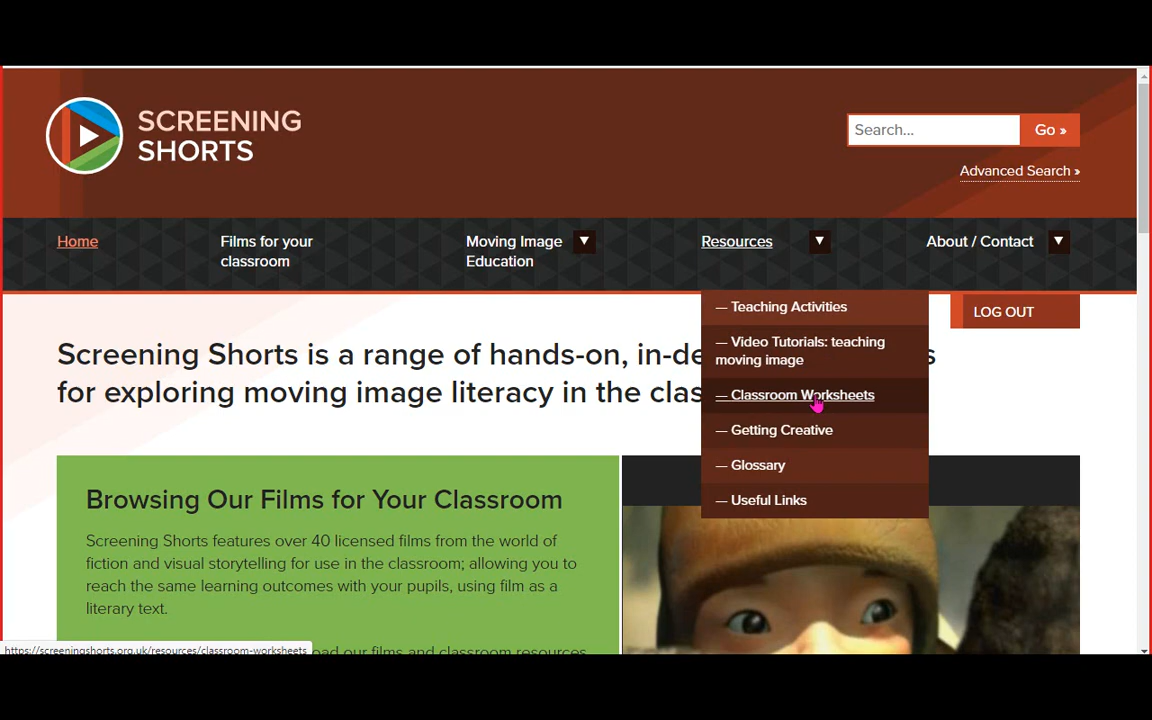 SCREENING
SHORTS
Search...
Go »
Advanced Search »
Home
Films for your
classroom
Moving Image
Education
Resources
About / Contact
— Teaching Activities
— Video Tutorials: teaching
moving image
— Classroom Worksheets
— Getting Creative
— Glossary
— Useful Links
LOG OUT
Screening Shorts is a range of hands-on,
for exploring moving image literacy in the
Browsing Our Films for Your Classroom
Screening Shorts features over 40 licensed films from the world of
fiction and visual storytelling for use in the classroom; allowing you to
reach the same learning outcomes with your pupils, using film as a
literary text.
our films and classroom resources
https://screeningshorts.org.uk/resources/classroom-worksheets